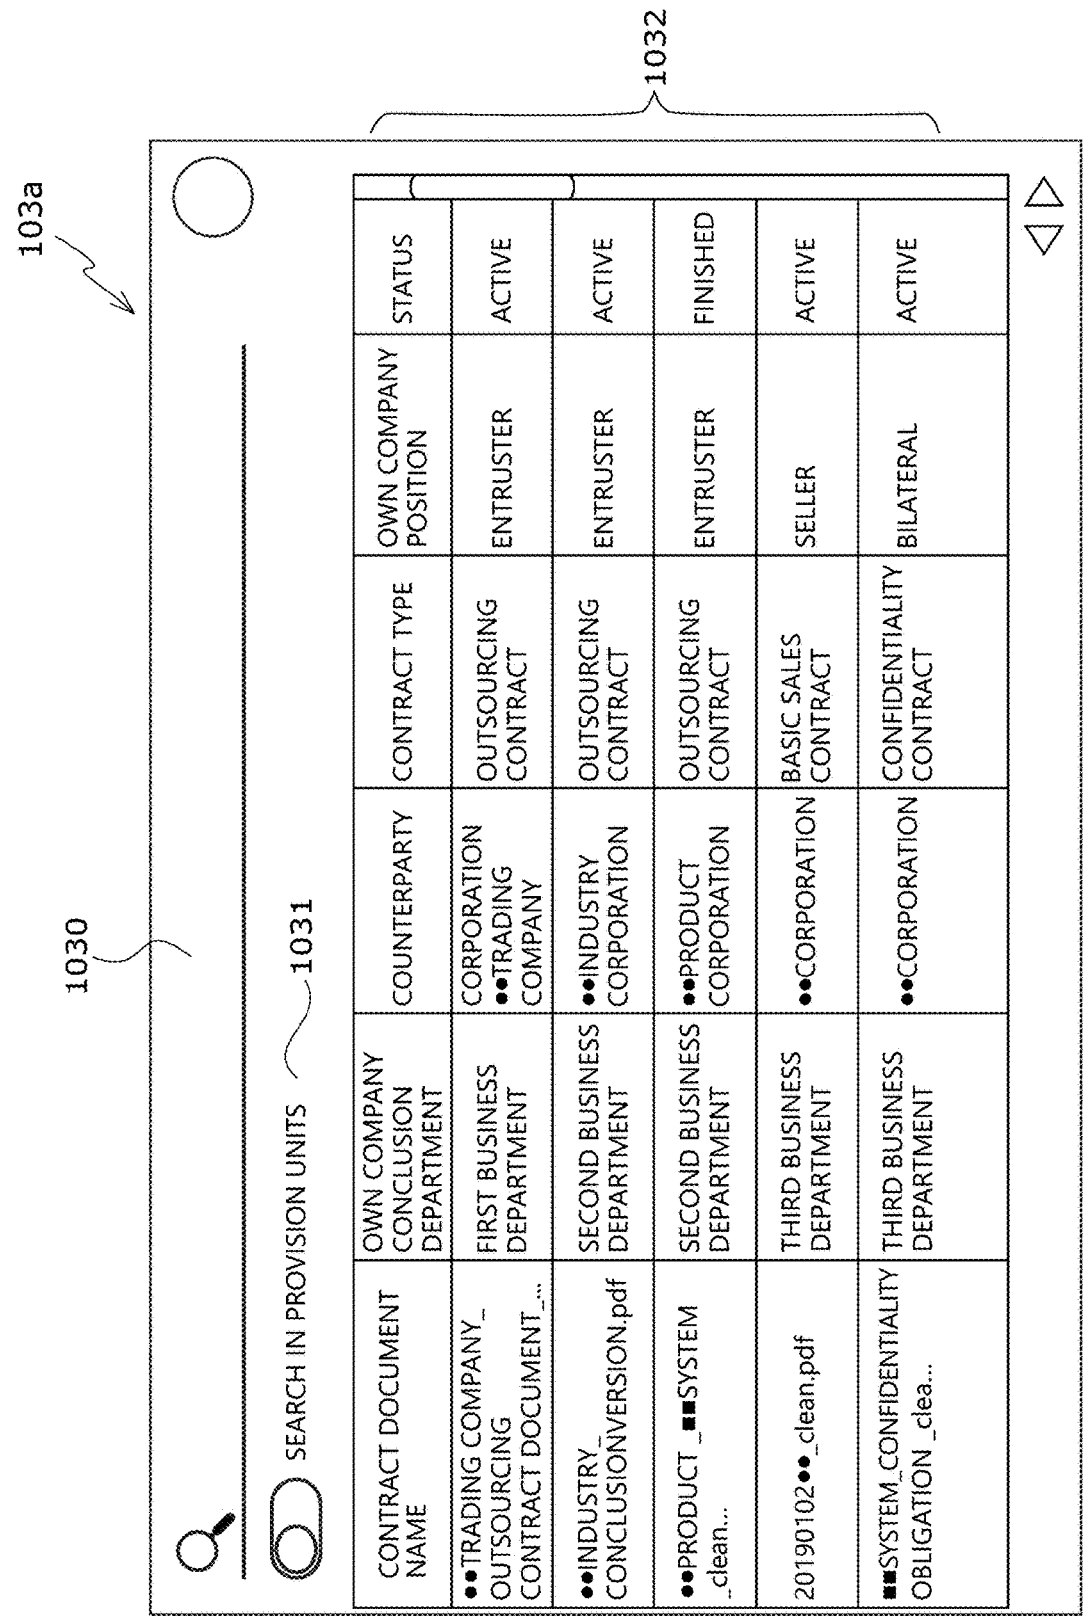 103a
1030
1031
SEARCH IN PROVISION UNITS
1032
CONTRACT DOCUMENT
NAME
OWN COMPANY
CONCLUSION
DEPARTMENT
COUNTERPARTY
CONTRACT TYPE
OWN COMPANY
POSITION
STATUS
●●TRADING COMPANY_
OUTSOURCING
CONTRACT DOCUMENT_...
FIRST BUSINESS
DEPARTMENT
CORPORATION
●●TRADING
COMPANY
OUTSOURCING
CONTRACT
ENTRUSTER
ACTIVE
●●INDUSTRY_
CONCLUSIONVERSION.pdf
SECOND BUSINESS
DEPARTMENT
●●INDUSTRY
CORPORATION
OUTSOURCING
CONTRACT
ENTRUSTER
ACTIVE
●●PRODUCT _■■SYSTEM
_clean...
SECOND BUSINESS
DEPARTMENT
●●PRODUCT
CORPORATION
OUTSOURCING
CONTRACT
ENTRUSTER
FINISHED
20190102●●_clean.pdf
THIRD BUSINESS
DEPARTMENT
●●CORPORATION
BASIC SALES
CONTRACT
SELLER
ACTIVE
■■SYSTEM_CONFIDENTIALITY
OBLIGATION _clea...
THIRD BUSINESS
DEPARTMENT
●●CORPORATION
CONFIDENTIALITY
CONTRACT
BILATERAL
ACTIVE